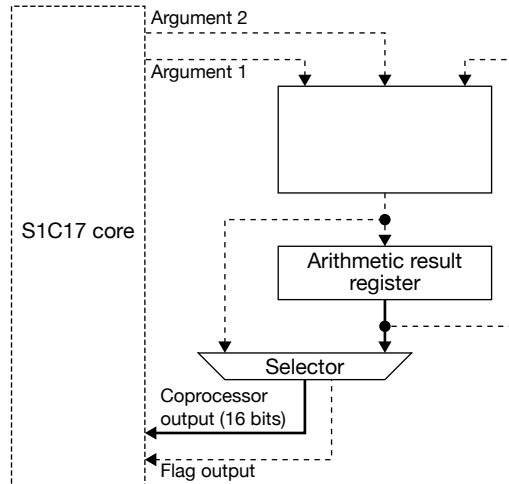 Argument 2
Argument 1
S1C17 core
Arithmetic result
register
Selector
Coprocessor
output (16 bits)
Flag output